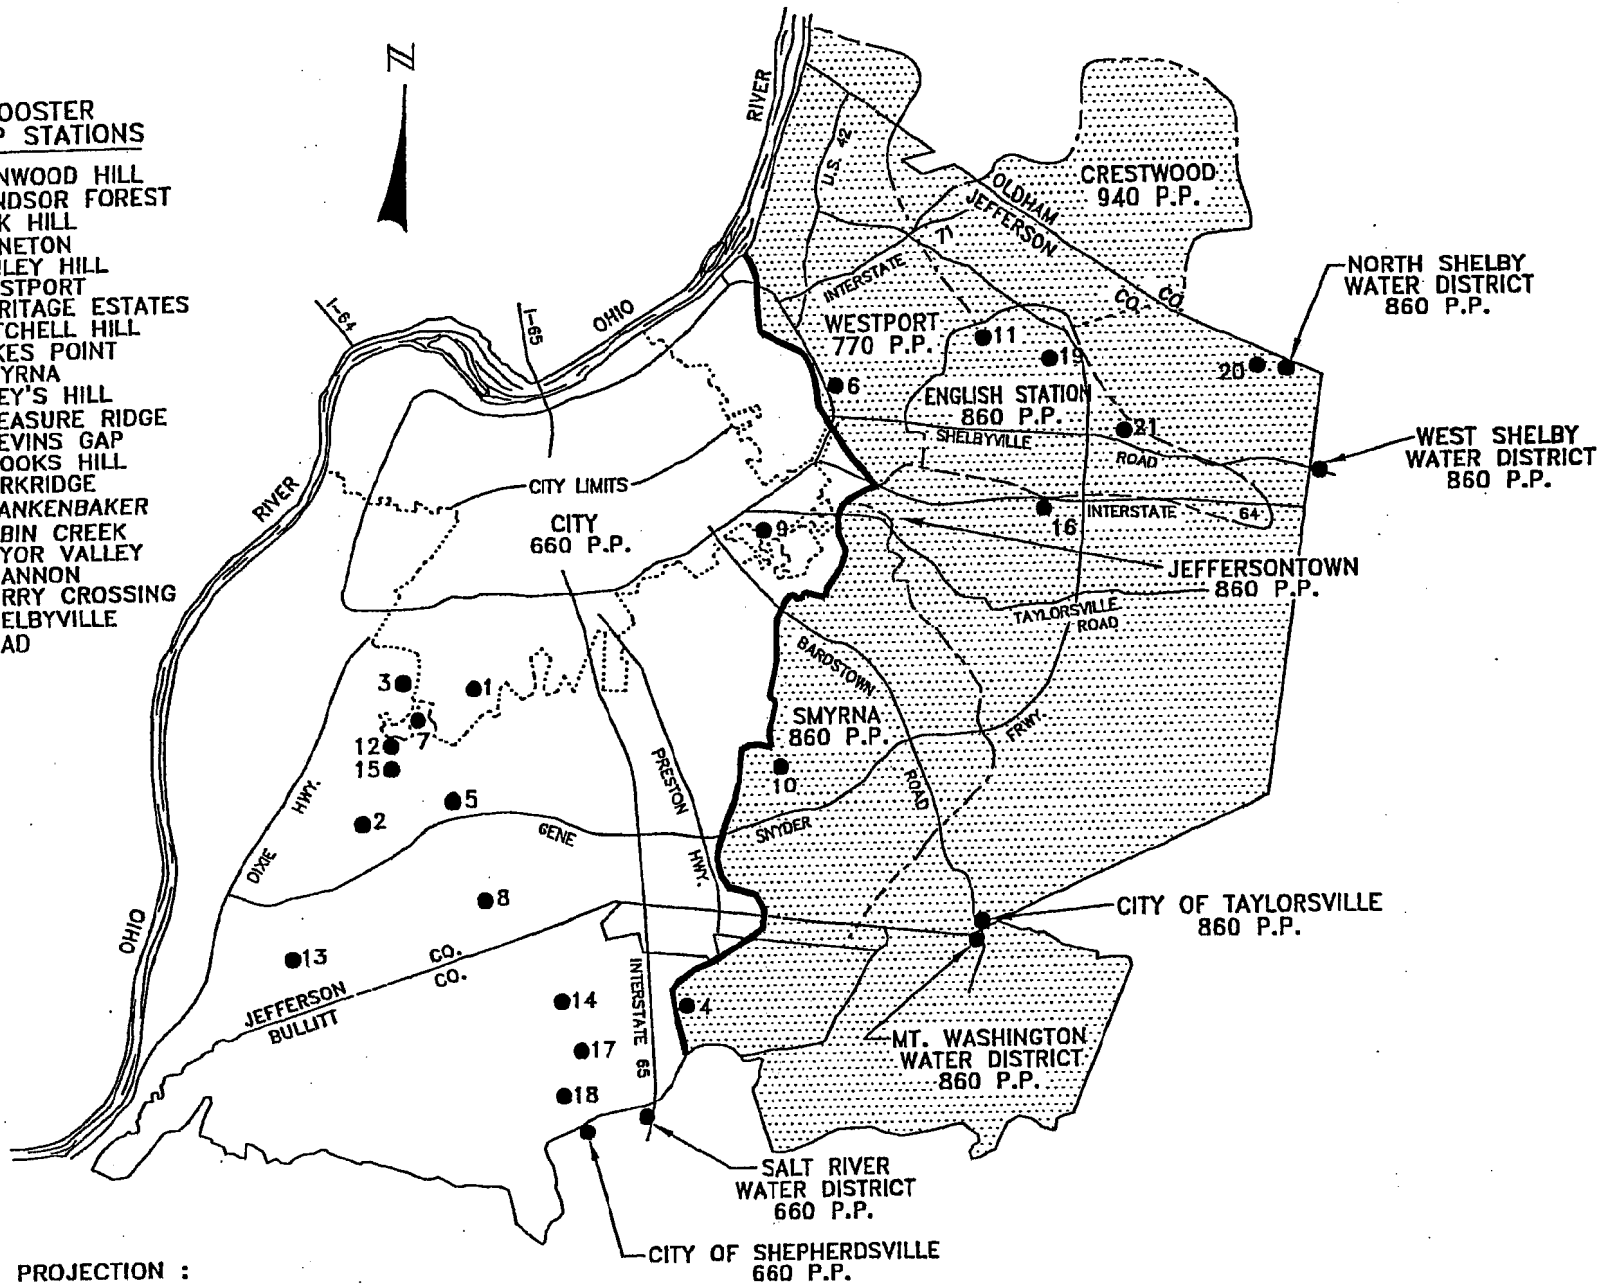 OOSTER
P STATIONS
NWOOD HILL
NDSOR FOREST
K HILL
NETON
LEY HILL
STPORT
RITAGE ESTATES
TCHELL HILL
KES POINT
YRNA
EY'S HILL
EASURE RIDGE
EVINS GAP
OOKS HILL
RKRIDGE
ANKENBAKER
BIN CREEK
YOR VALLEY
ANNON
RRY CROSSING
ELBYVILLE
AD
N
RIVER
U.S. 42
CRESTWOOD
940 P.P.
OLDHAM
JEFFERSON
CO.
CO.
71
INTERSTATE
NORTH SHELBY
WATER DISTRICT
860 P.P.
I-64
I-65
OHIO
WESTPORT
770 P.P.
11
19
20
6
ENGLISH STATION
860 P.P.
21
SHELBYVILLE
ROAD
WEST SHELBY
WATER DISTRICT
860 P.P.
RIVER
CITY LIMITS
CITY
660 P.P.
9
16
INTERSTATE
64
JEFFERSONTOWN
860 P.P.
TAYLORSVILLE
ROAD
BARDSTOWN
3
1
7
12
15
SMYRNA
860 P.P.
FRWY.
HWY.
PRESTON
10
ROAD
5
2
GENE
SNYDER
DIXIE
HWY.
8
CITY OF TAYLORSVILLE
860 P.P.
OHIO
13
CO.
CO.
JEFFERSON
BULLITT
14
INTERSTATE 65
4
MT. WASHINGTON
WATER DISTRICT
860 P.P.
17
18
SALT RIVER
WATER DISTRICT
660 P.P.
CITY OF SHEPHERDSVILLE
660 P.P.
PROJECTION :